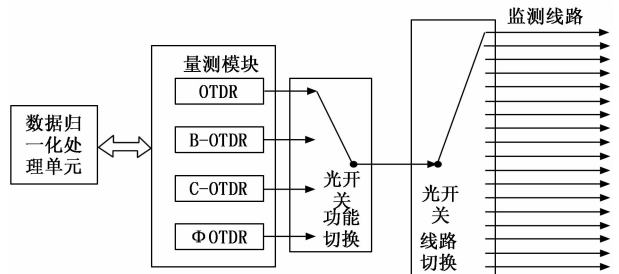 监测线路
量测模块
OTDR
数据归
一化处
理单元
B-OTDR
C-OTDR
ΦOTDR
光开
关
功能
切换
光开
关
线路
切换